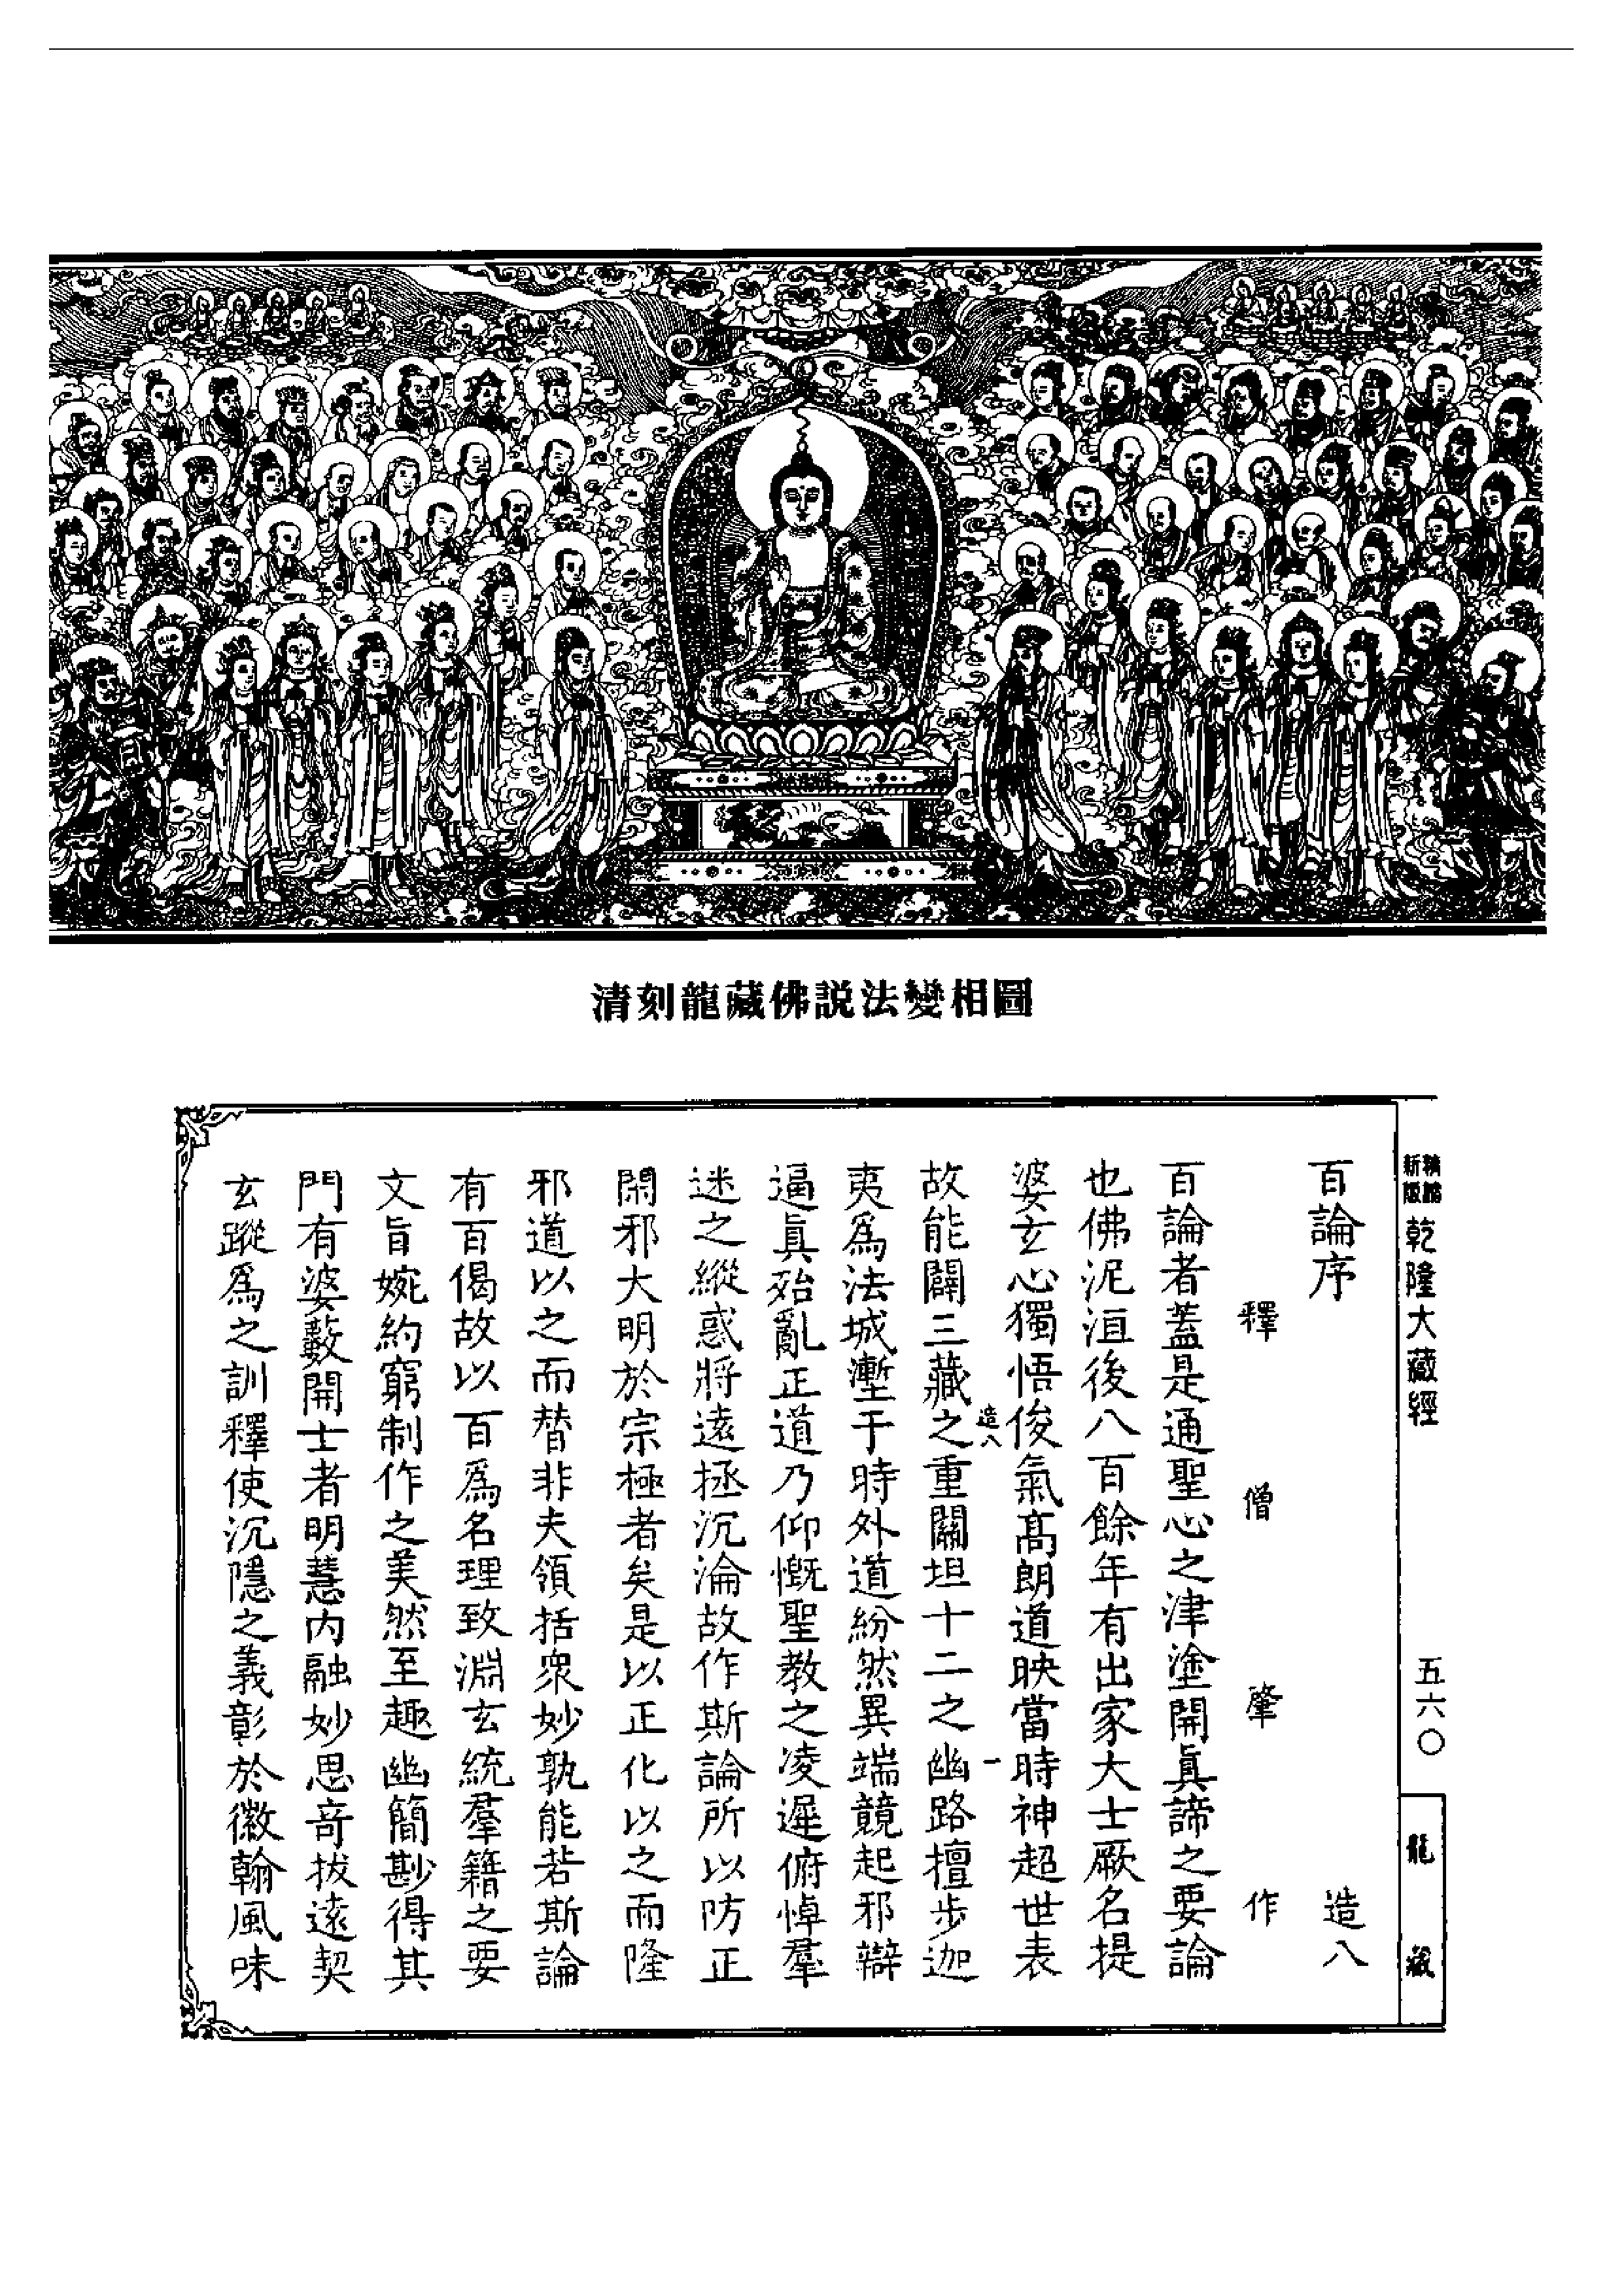 清刻龍藏佛説法變相圖
新版
乾隆大藏經
五六〇
龍藏
百論序
造八
釋僧肇作
百論者蓋是通聖心之津塗開眞諦之要論
也佛泥洹後八百餘年有出家大士厥名提
婆玄心獨悟俊氣髙朗道映當時神超世表
造八
一
故能闢三藏之重關坦十二之幽路擅步迦
夷爲法城壍于時外道紛然異端競起邪辯
逼眞殆亂正道乃仰慨聖教之凌遲俯悼羣
迷之縱惑將遠拯沉淪故作斯論所以防正
閑邪大明於宗極者矣是以正化以之而隆
邪道以之而替非夫領括衆妙孰能若斯論
有百偈故以百爲名理致淵玄統羣籍之要
文旨婉約窮制作之美然至趣幽簡尠得其
門有婆藪開士者明慧内融妙思竒拔遠契
玄蹤爲之訓釋使沉隱之義彰於徽翰風味